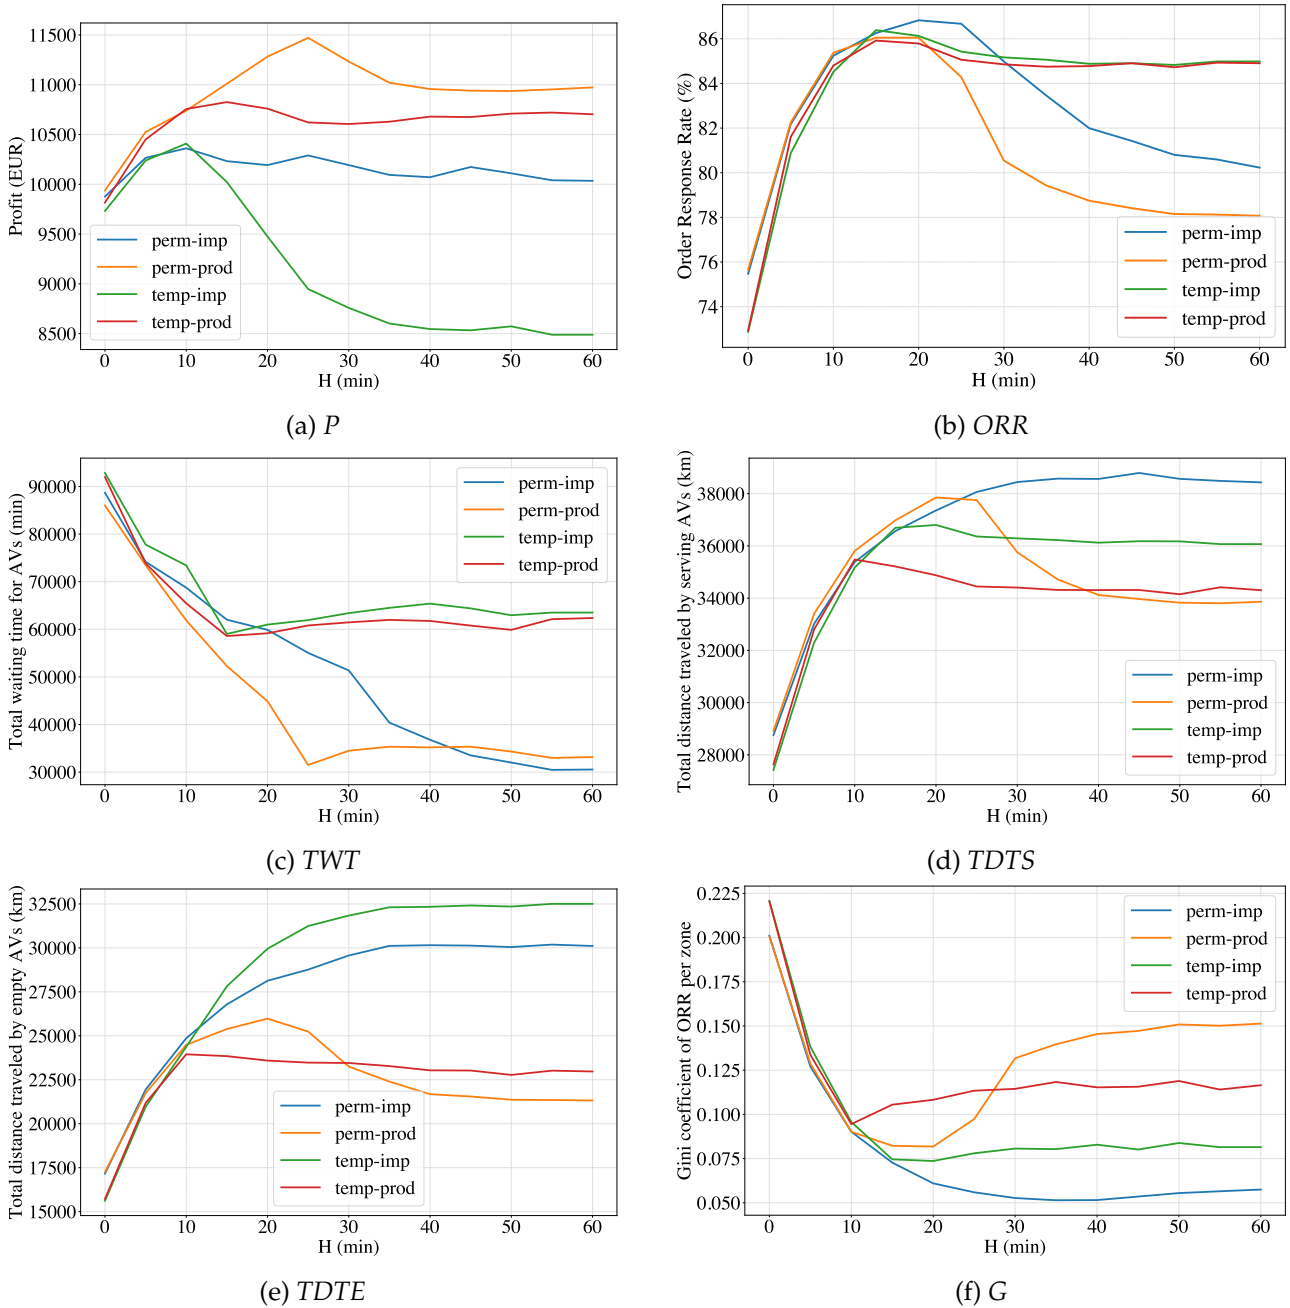 Profit (EUR)
11500
11000
10500
10000
9500
9000
8500
perm-imp
perm-prod
temp-imp
temp-prod
0 10 20 30 40 50 60
H (min)
(a) P
Order Response Rate (%)
86
84
82
80
78
76
74
perm-imp
perm-prod
temp-imp
temp-prod
0 10 20 30 40 50 60
H (min)
(b) ORR
Total waiting time for AVs (min)
90000
80000
70000
60000
50000
40000
30000
perm-imp
perm-prod
temp-imp
temp-prod
0 10 20 30 40 50 60
H (min)
(c) TWT
Total distance traveled by serving AVs (km)
38000
36000
34000
32000
30000
28000
perm-imp
perm-prod
temp-imp
temp-prod
0 10 20 30 40 50 60
H (min)
(d) TDTS
Total distance traveled by empty AVs (km)
32500
30000
27500
25000
22500
20000
17500
15000
perm-imp
perm-prod
temp-imp
temp-prod
0 10 20 30 40 50 60
H (min)
(e) TDTE
Gini coefficient of ORR per zone
0.225
0.200
0.175
0.150
0.125
0.100
0.075
0.050
perm-imp
perm-prod
temp-imp
temp-prod
0 10 20 30 40 50 60
H (min)
(f) G